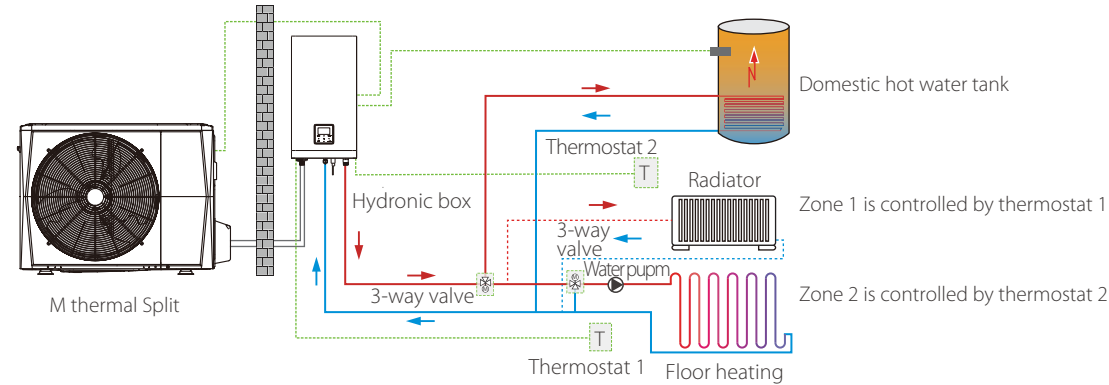 Domestic hot water tank
Thermostat 2
T
Radiator
Hydronic box
Zone 1 is controlled by thermostat 1
3-way
valve
Water pupm
M
M
3-way valve
Zone 2 is controlled by thermostat 2
M thermal Split
T
Thermostat 1
Floor heating